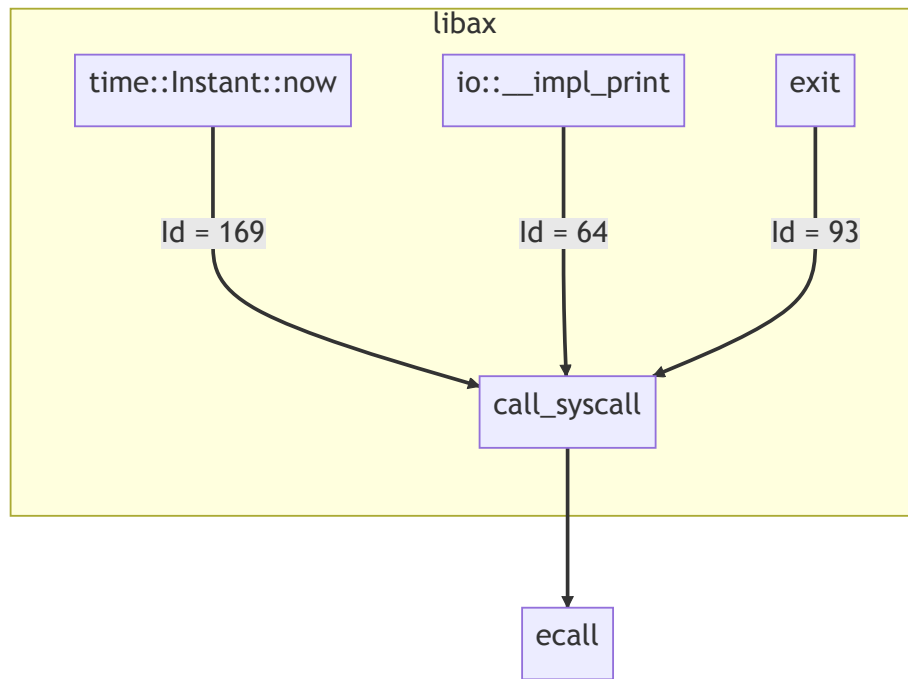 libax
time::Instant::now
io::__impl_print
exit
Id = 169
Id = 64
Id = 93
call_syscall
ecall